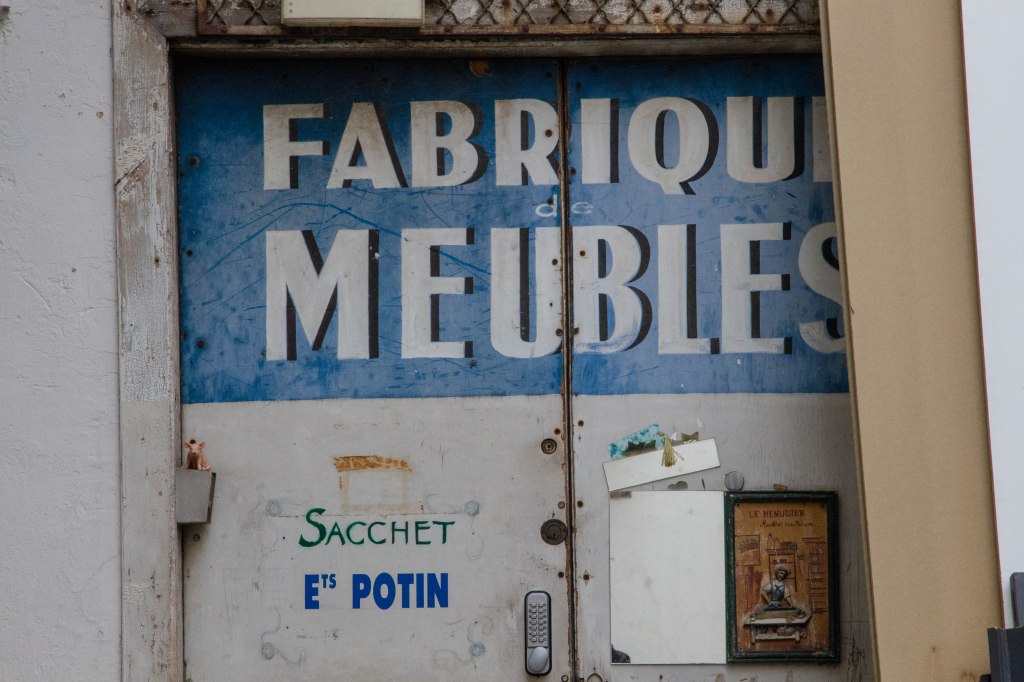 FABRIQU
de
MEUBLES
SACCHET
ETS POTIN
LE MENUISIER